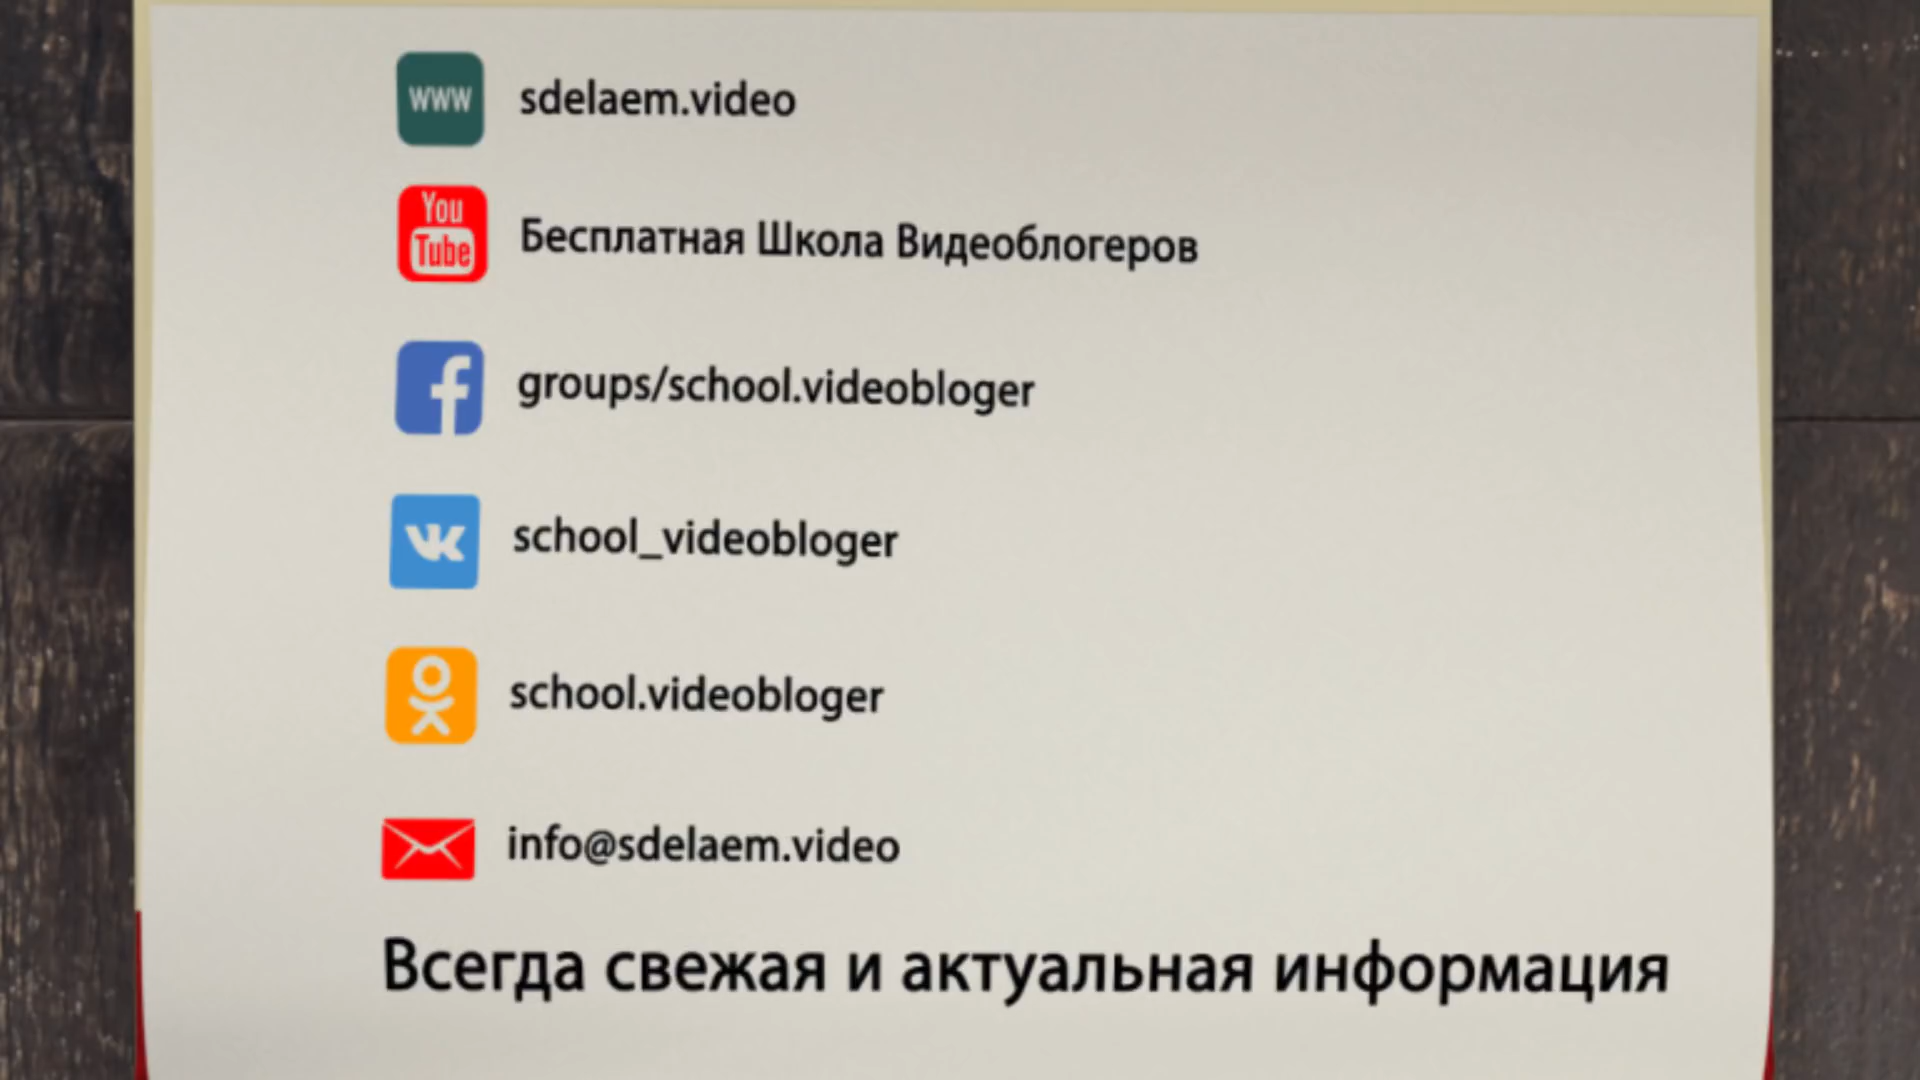 www sdelaem.video
You Tube Бесплатная Школа Видеоблогеров
f groups/school.videobloger
VK school_videobloger
school.videobloger
info@sdelaem.video
Всегда свежая и актуальная информация